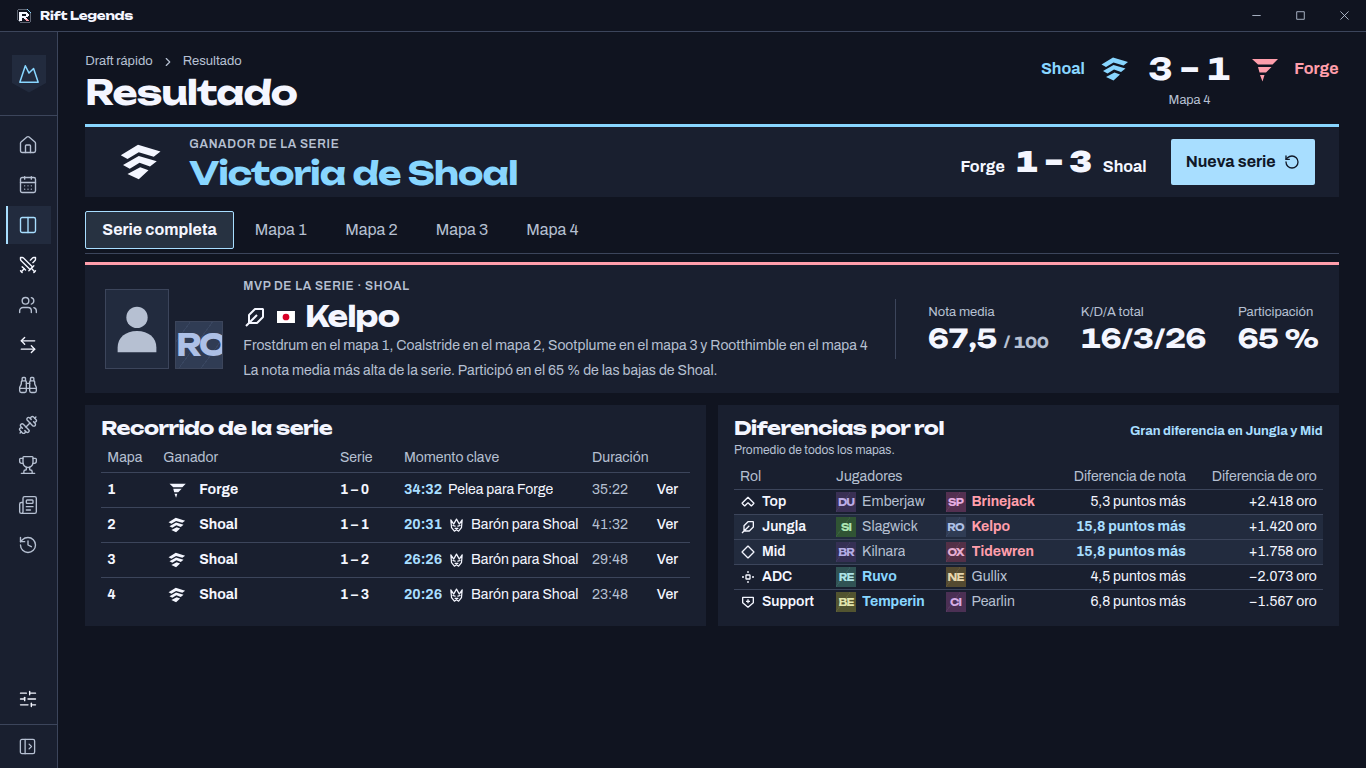 Rift Legends
Draft rápido > Resultado
Resultado
Shoal 3 – 1 Forge
Mapa 4
GANADOR DE LA SERIE
Victoria de Shoal
Forge 1 – 3 Shoal
Nueva serie
Serie completa Mapa 1 Mapa 2 Mapa 3 Mapa 4
MVP DE LA SERIE · SHOAL
RO
Kelpo
Frostdrum en el mapa 1, Coalstride en el mapa 2, Sootplume en el mapa 3 y Rootthimble en el mapa 4
La nota media más alta de la serie. Participó en el 65 % de las bajas de Shoal.
Nota media K/D/A total Participación
67,5 / 100 16/3/26 65 %
Recorrido de la serie
Mapa Ganador Serie Momento clave Duración
1 Forge 1 – 0 34:32 Pelea para Forge 35:22 Ver
2 Shoal 1 – 1 20:31 Barón para Shoal 41:32 Ver
3 Shoal 1 – 2 26:26 Barón para Shoal 29:48 Ver
4 Shoal 1 – 3 20:26 Barón para Shoal 23:48 Ver
Diferencias por rol
Gran diferencia en Jungla y Mid
Promedio de todos los mapas.
Rol Jugadores Diferencia de nota Diferencia de oro
Top DU Emberjaw SP Brinejack 5,3 puntos más +2.418 oro
Jungla SI Slagwick RO Kelpo 15,8 puntos más +1.420 oro
Mid BR Kilnara OX Tidewren 15,8 puntos más +1.758 oro
ADC RE Ruvo NE Gullix 4,5 puntos más −2.073 oro
Support BE Temperin CI Pearlin 6,8 puntos más −1.567 oro